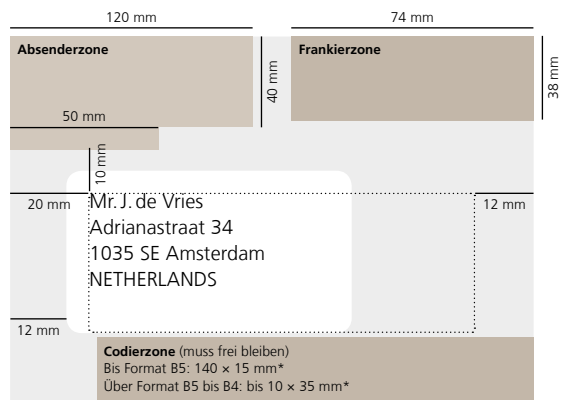 120 mm
74 mm
Absenderzone
Frankierzone
40 mm
38 mm
50 mm
10 mm
20 mm
12 mm
Mr. J. de Vries
Adrianastraat 34
1035 SE Amsterdam
NETHERLANDS
12 mm
Codierzone (muss frei bleiben)
Bis Format B5: 140 × 15 mm*
Über Format B5 bis B4: bis 10 × 35 mm*